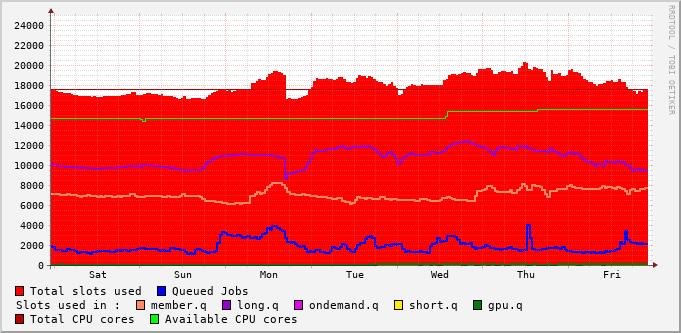 24000
22000
20000
18000
16000
14000
12000
10000
8000
6000
4000
2000
0
Sat Sun Mon Tue Wed Thu Fri
RRDTOOL / TOBI OETIKER
Total slots used Queued Jobs
Slots used in : member.q long.q ondemand.q short.q gpu.q
Total CPU cores Available CPU cores